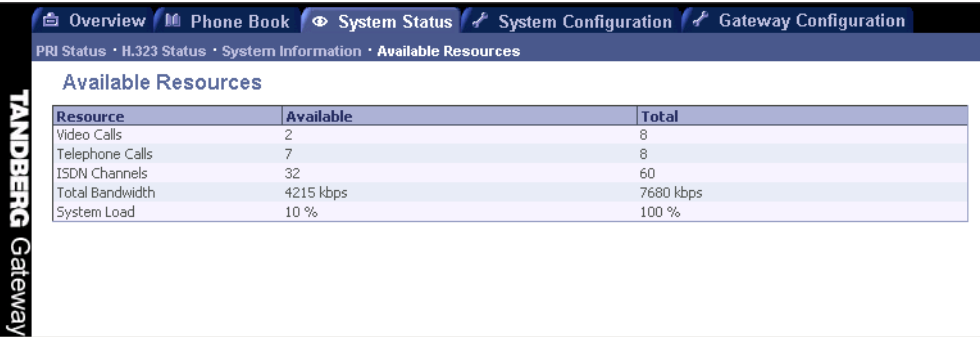 Overview Phone Book System Status System Configuration Gateway Configuration
PRI Status · H.323 Status · System Information · Available Resources
Available Resources
Resource Available Total
Video Calls 2 8
Telephone Calls 7 8
ISDN Channels 32 60
Total Bandwidth 4215 kbps 7680 kbps
System Load 10 % 100 %
TANDBERG Gateway